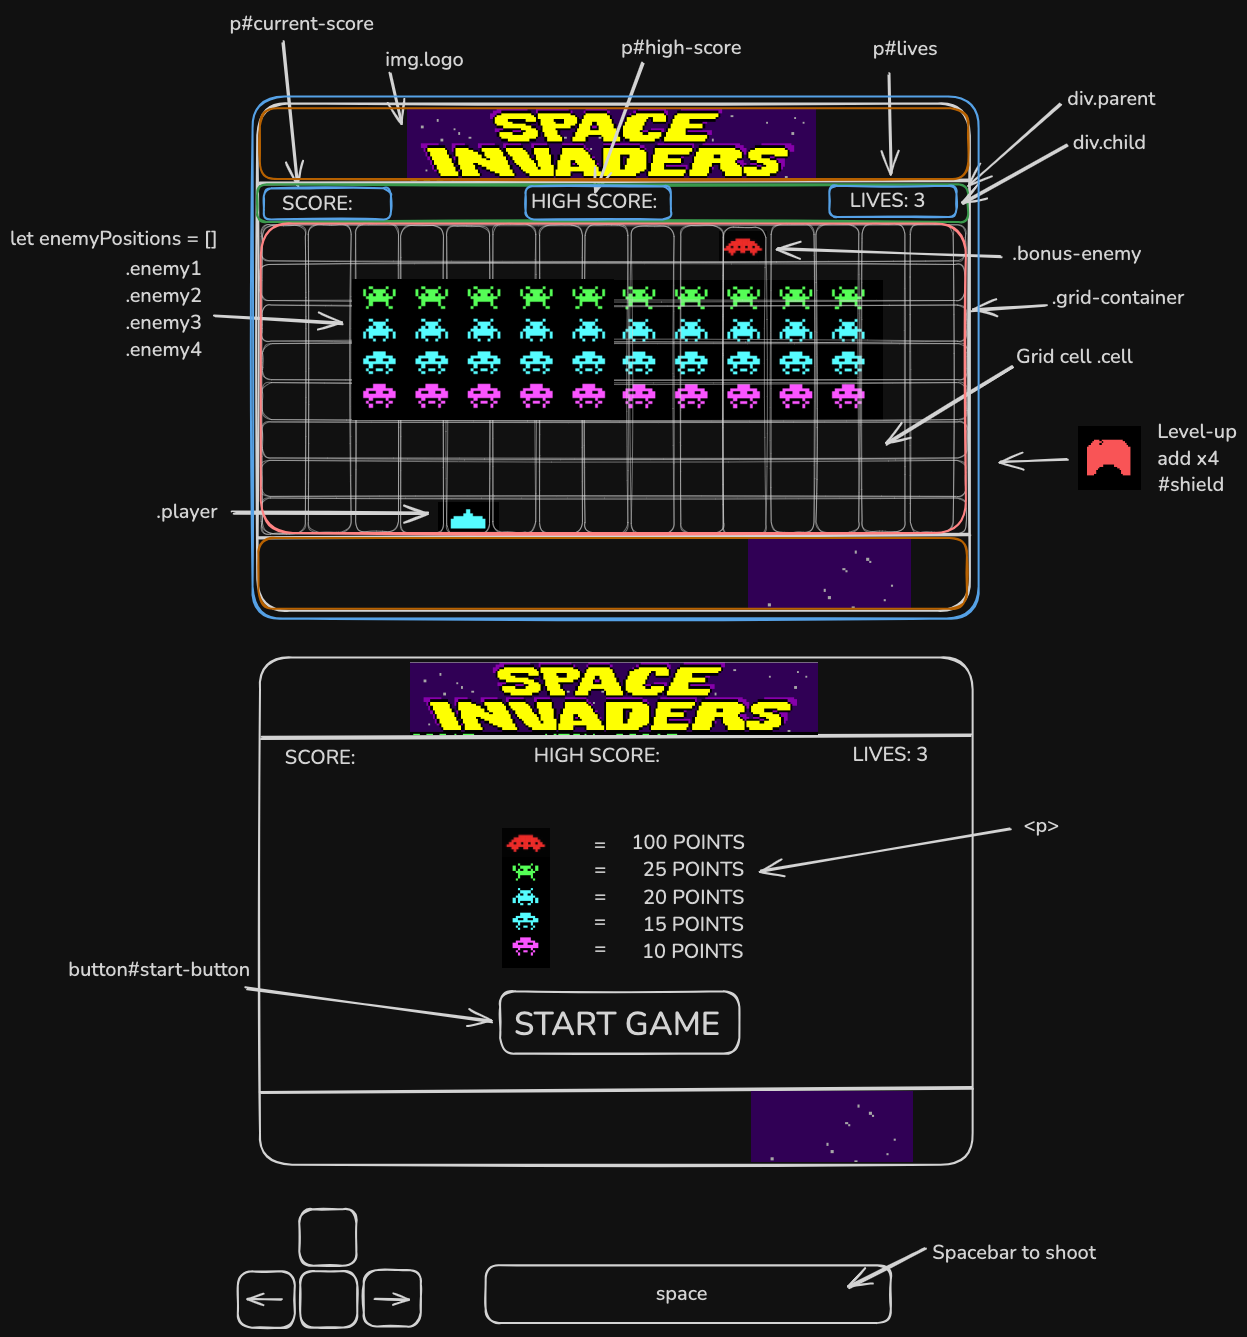 p#current-score
img.logo
p#high-score
p#lives
div.parent
div.child
SPACE
INVADERS
SCORE:
HIGH SCORE:
LIVES: 3
let enemyPositions = []
.enemy1
.enemy2
.enemy3
.enemy4
.bonus-enemy
.grid-container
Grid cell .cell
Level-up
add x4
#shield
.player
SPACE
INVADERS
SCORE:
HIGH SCORE:
LIVES: 3
<p>
= 100 POINTS
= 25 POINTS
= 20 POINTS
= 15 POINTS
= 10 POINTS
button#start-button
START GAME
Spacebar to shoot
space